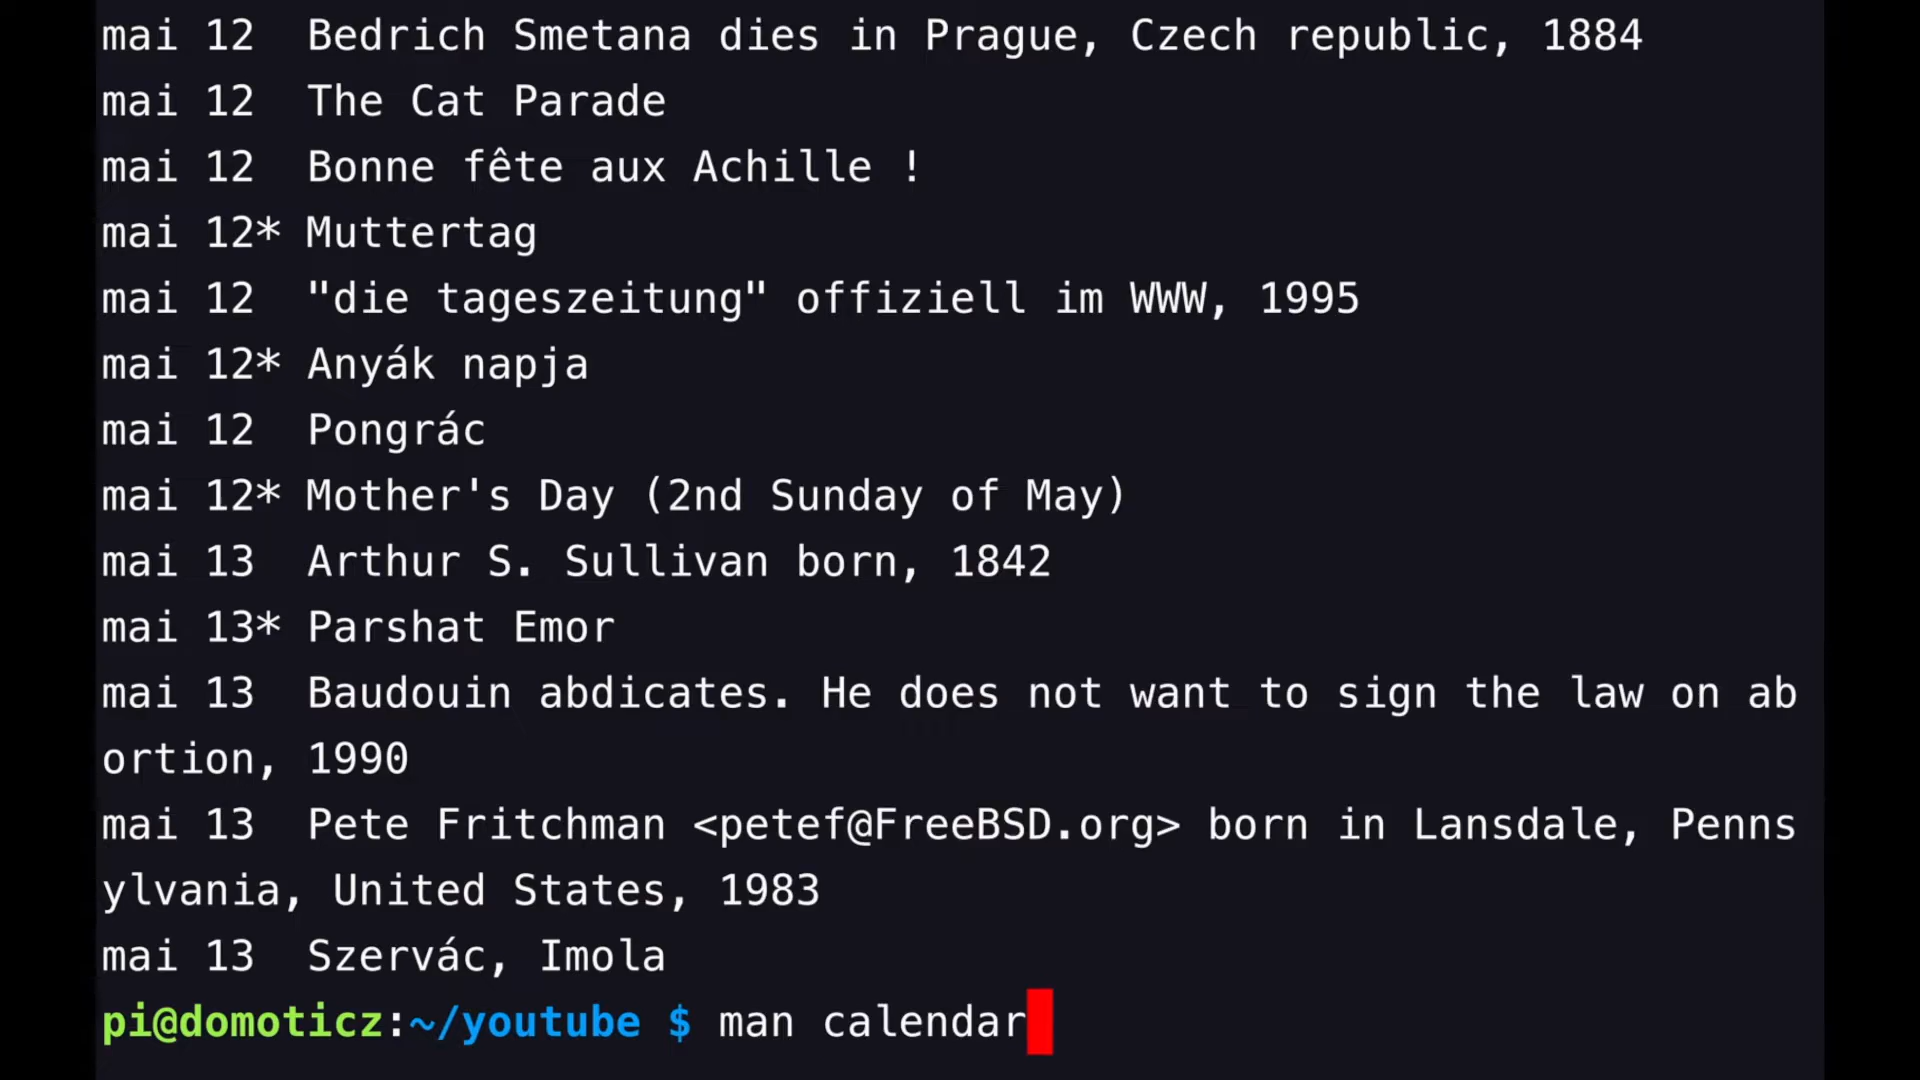 mai 12  Bedrich Smetana dies in Prague, Czech republic, 1884
mai 12  The Cat Parade
mai 12  Bonne fête aux Achille !
mai 12* Muttertag
mai 12  "die tageszeitung" offiziell im WWW, 1995
mai 12* Anyák napja
mai 12  Pongrác
mai 12* Mother's Day (2nd Sunday of May)
mai 13  Arthur S. Sullivan born, 1842
mai 13* Parshat Emor
mai 13  Baudouin abdicates. He does not want to sign the law on ab
ortion, 1990
mai 13  Pete Fritchman <petef@FreeBSD.org> born in Lansdale, Penns
ylvania, United States, 1983
mai 13  Szervác, Imola
pi@domoticz:~/youtube $ man calendar